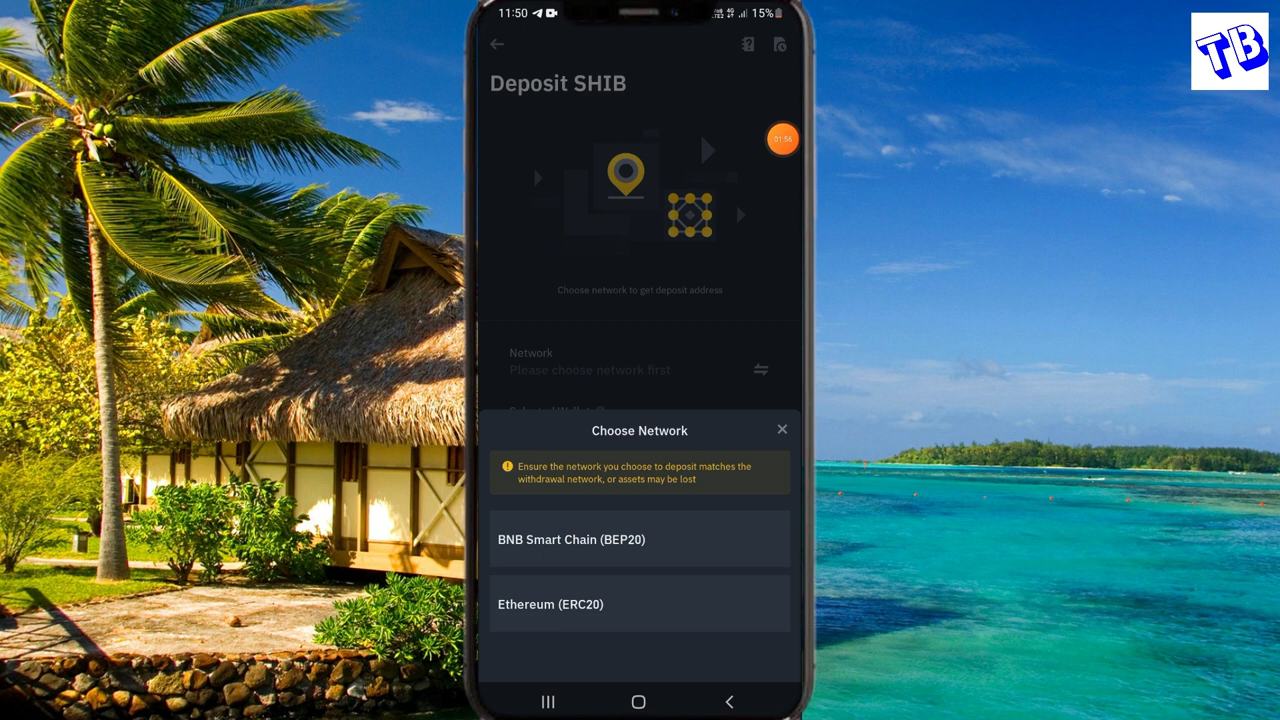 11:50
15%
TB
Deposit SHIB
01:56
Choose network to get deposit address
Network
Please choose network first
Choose Network
Ensure the network you choose to deposit matches the
withdrawal network, or assets may be lost
BNB Smart Chain (BEP20)
Ethereum (ERC20)